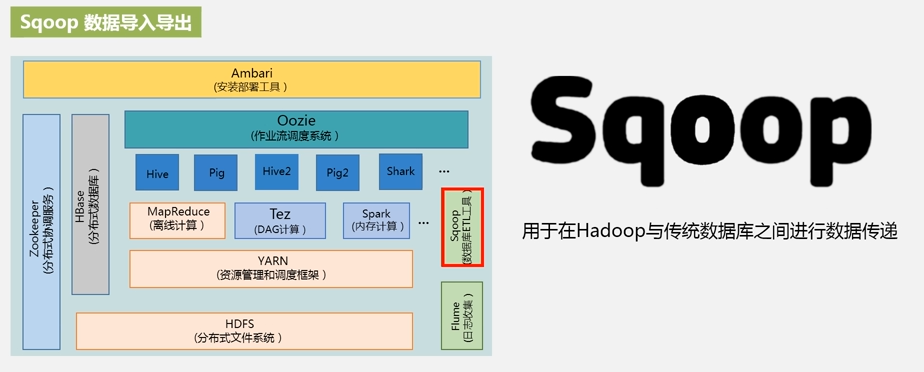 Sqoop 数据导入导出
Ambari
(安装部署工具)
Oozie
(作业流调度系统)
Zookeeper
(分布式协调服务)
HBase
(分布式数据库)
Hive
Pig
Hive2
Pig2
Shark
...
MapReduce
(离线计算)
Tez
(DAG计算)
Spark
(内存计算)
...
Sqoop
(数据库ETL工具)
YARN
(资源管理和调度框架)
Flume
(日志收集)
HDFS
(分布式文件系统)
Sqoop
用于在Hadoop与传统数据库之间进行数据传递